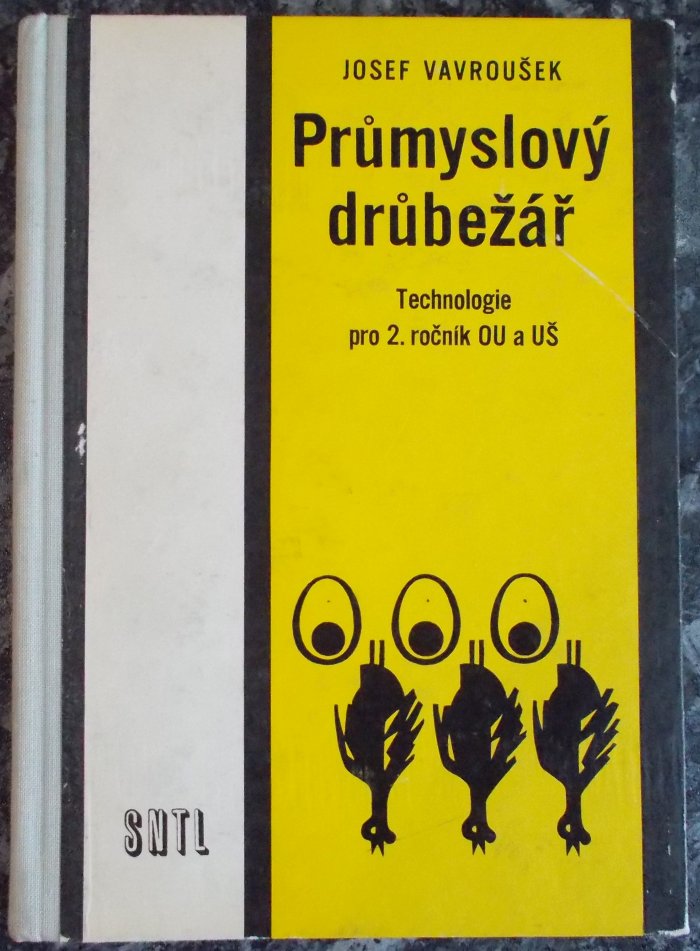 JOSEF VAVROUŠEK
Průmyslový
drůbežář
Technologie
pro 2. ročník OU a UŠ
SNTL